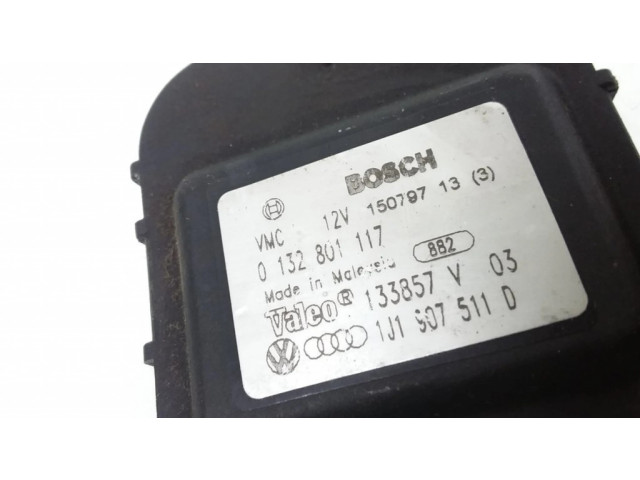 BOSCH
VMC 12V 150797 13 (3)
0 132 801 117
Made in Malaysia 882
Valeo® 133857 V 03
1J1 907 511 D